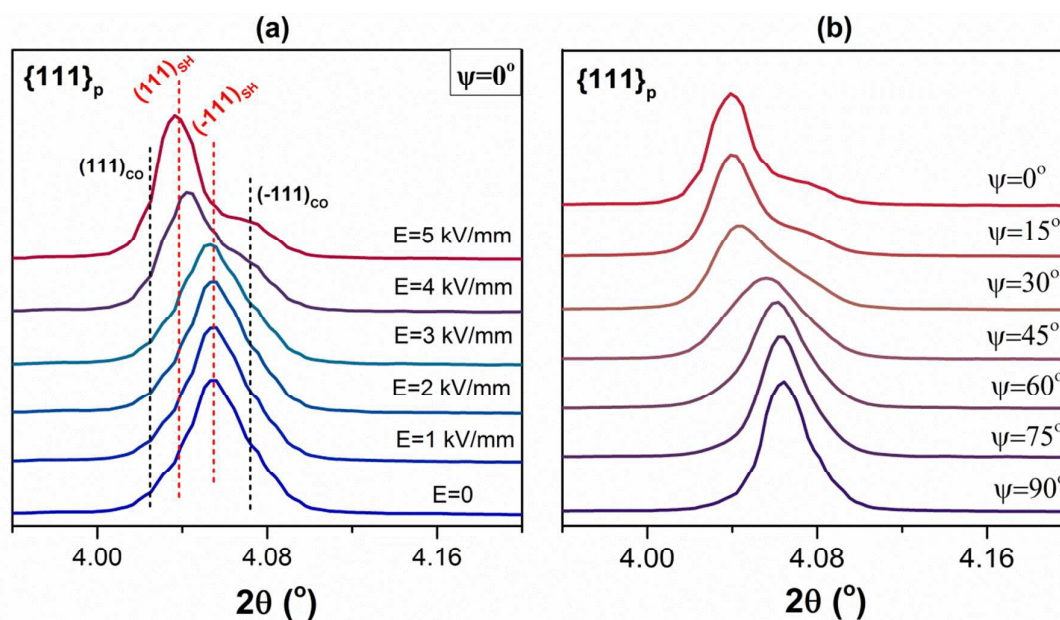 (a)
{111}p
(111)SH
(-111)SH
ψ=0°
(111)CO
(-111)CO
E=5 kV/mm
E=4 kV/mm
E=3 kV/mm
E=2 kV/mm
E=1 kV/mm
E=0
4.00
4.08
4.16
2θ (°)
(b)
{111}p
ψ=0°
ψ=15°
ψ=30°
ψ=45°
ψ=60°
ψ=75°
ψ=90°
4.00
4.08
4.16
2θ (°)